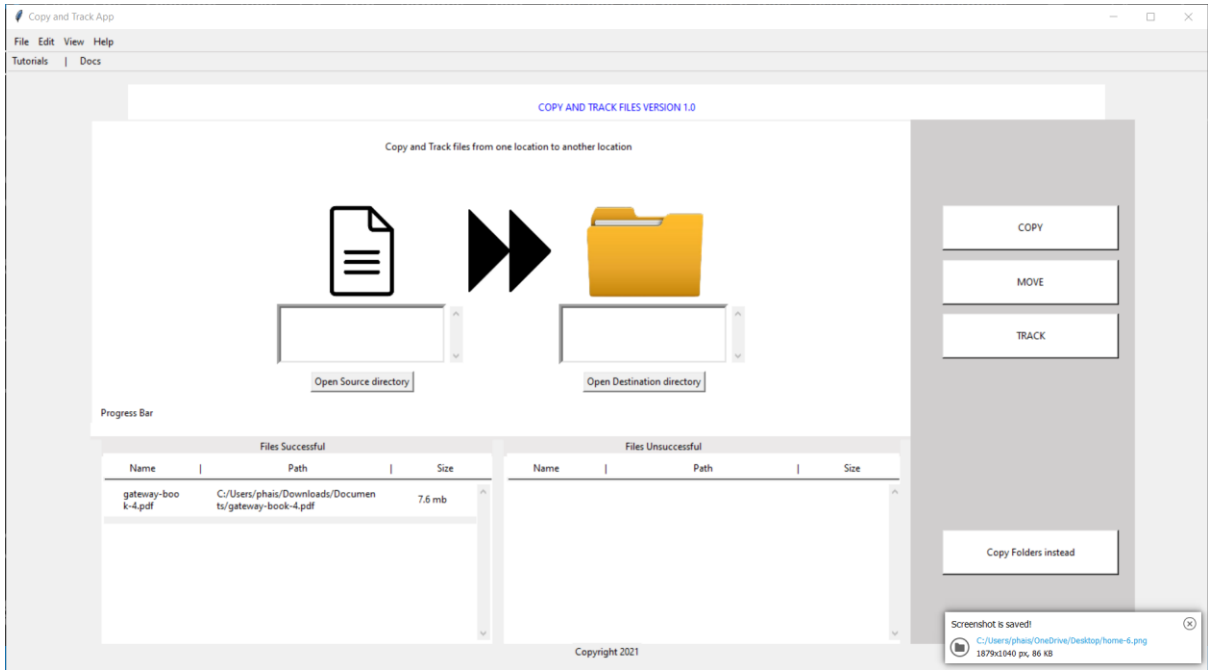 Copy and Track App
File Edit View Help
Tutorials | Docs
COPY AND TRACK FILES VERSION 1.0
Copy and Track files from one location to another location
COPY
MOVE
TRACK
Open Source directory
Open Destination directory
Progress Bar
Files Successful
Name | Path | Size
gateway-boo
k-4.pdf
C:/Users/phais/Downloads/Documen
ts/gateway-book-4.pdf
7.6 mb
Files Unsuccessful
Name | Path | Size
Copy Folders instead
Screenshot is saved!
C:/Users/phais/OneDrive/Desktop/home-6.png
1879x1040 px, 86 KB
Copyright 2021